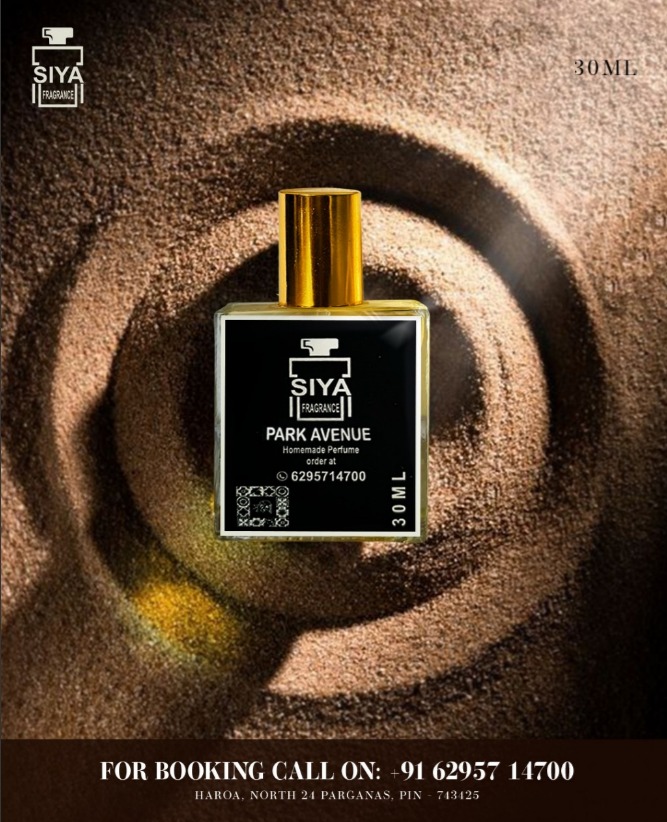 SIYA
FRAGRANCE
30ML
SIYA
FRAGRANCE
PARK AVENUE
Homemade Perfume
order at
6295714700
30ML
FOR BOOKING CALL ON: +91 62957 14700
HAROA, NORTH 24 PARGANAS, PIN - 743425